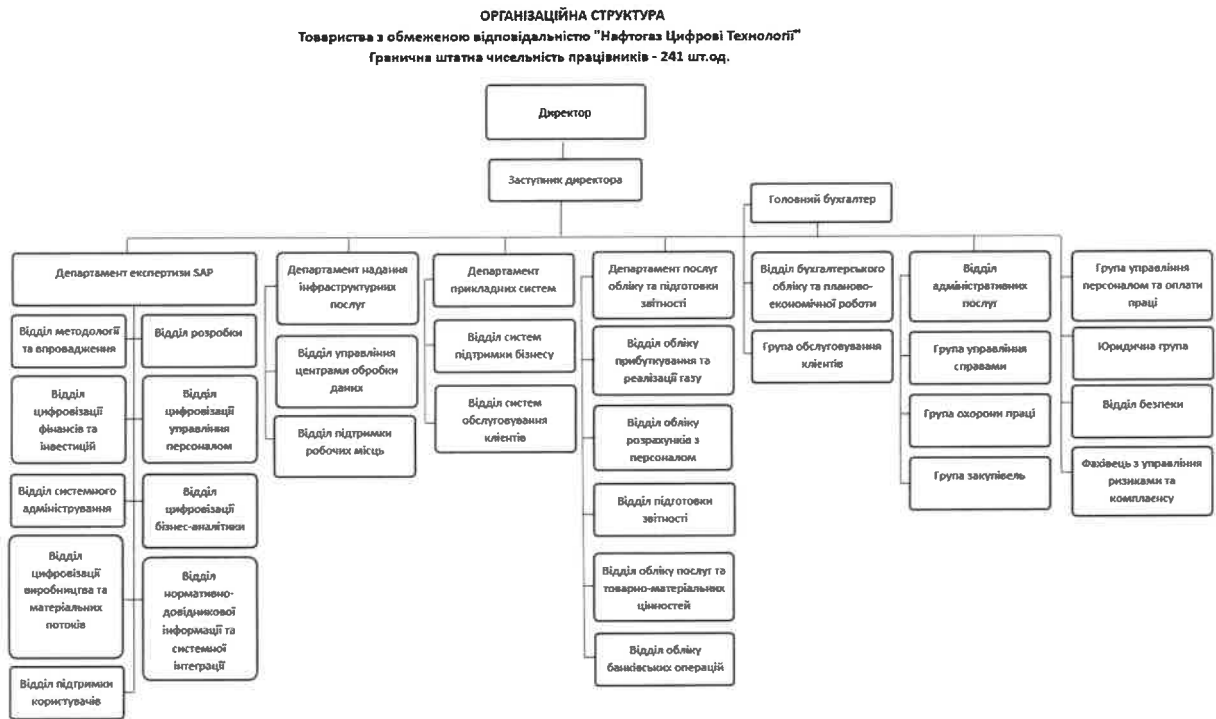 ОРГАНІЗАЦІЙНА СТРУКТУРА
Товариства з обмеженою відповідальністю "Нафтогаз Цифрові Технології"
Гранична штатна чисельність працівників - 241 шт.од.
Директор
Заступник директора
Головний бухгалтер
Департамент експертизи SAP
Відділ методології
та впровадження
Відділ розробки
Відділ
цифровізації
фінансів та
інвестицій
Відділ
цифровізації
управління
персоналом
Відділ системного
адміністрування
Відділ
цифровізації
бізнес-аналітики
Відділ
цифровізації
виробництва та
матеріальних
потоків
Відділ
нормативно-
довідникової
інформації та
системної
інтеграції
Відділ підтримки
користувачів
Департамент надання
інфраструктурних
послуг
Відділ управління
центрами обробки
даних
Відділ підтримки
робочих місць
Департамент
прикладних систем
Відділ систем
підтримки бізнесу
Відділ систем
обслуговування
клієнтів
Департамент послуг
обліку та підготовки
звітності
Відділ обліку
прибуткування та
реалізації газу
Відділ обліку
розрахунків з
персоналом
Відділ підготовки
звітності
Відділ обліку послуг та
товарно-матеріальних
цінностей
Відділ обліку
банківських операцій
Відділ бухгалтерського
обліку та планово-
економічної роботи
Група обслуговування
клієнтів
Відділ
адміністративних
послуг
Група управління
справами
Група охорони праці
Група закупівель
Група управління
персоналом та оплати
праці
Юридична група
Відділ безпеки
Фахівець з управління
ризиками та
комплаєнсу